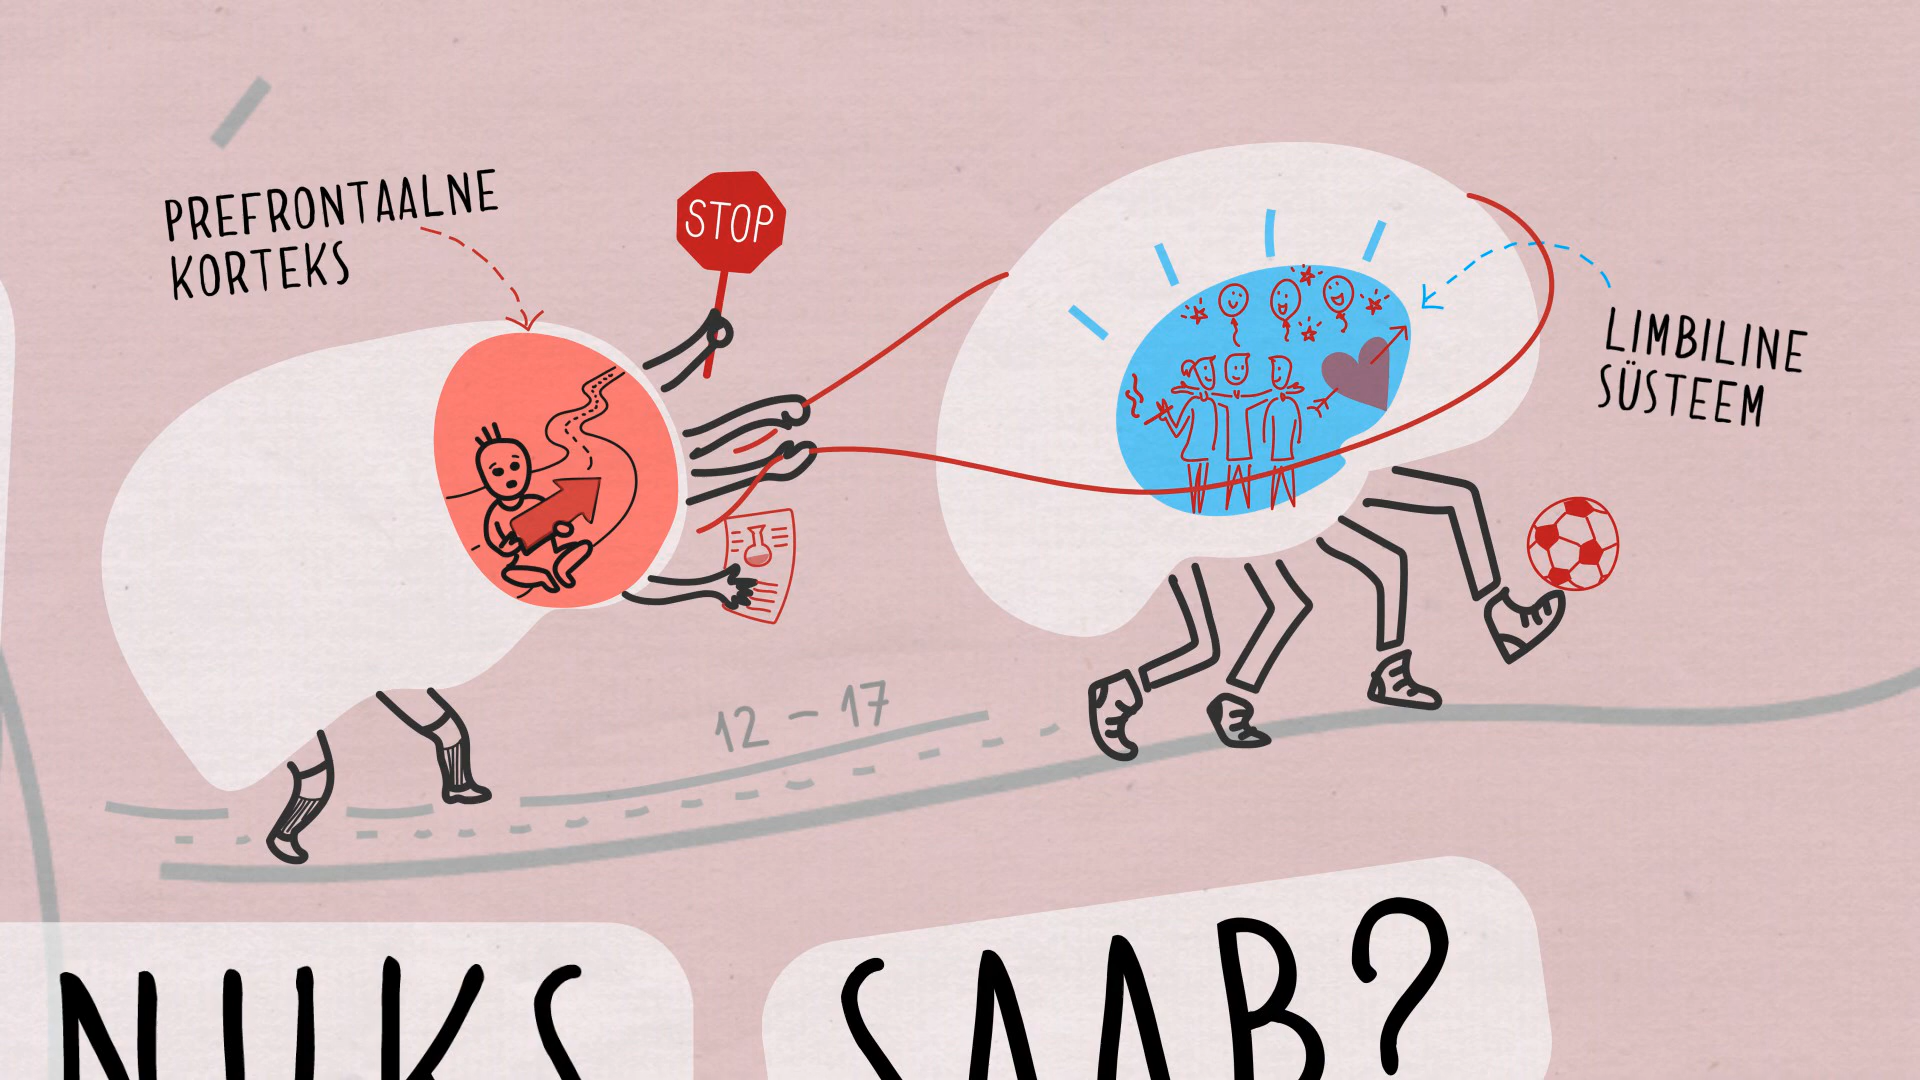 PREFRONTAALNE
KORTEKS
STOP
LIMBILINE
SÜSTEEM
12 - 17
SAAB?